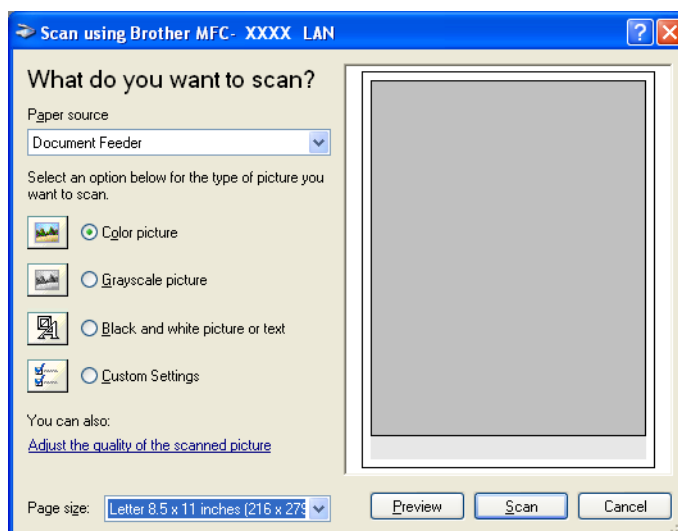 Scan using Brother MFC- XXXX LAN
What do you want to scan?
Paper source
Document Feeder
Select an option below for the type of picture you
want to scan.
Color picture
Grayscale picture
Black and white picture or text
Custom Settings
You can also:
Adjust the quality of the scanned picture
Page size: Letter 8.5 x 11 inches (216 x 279
Preview Scan Cancel